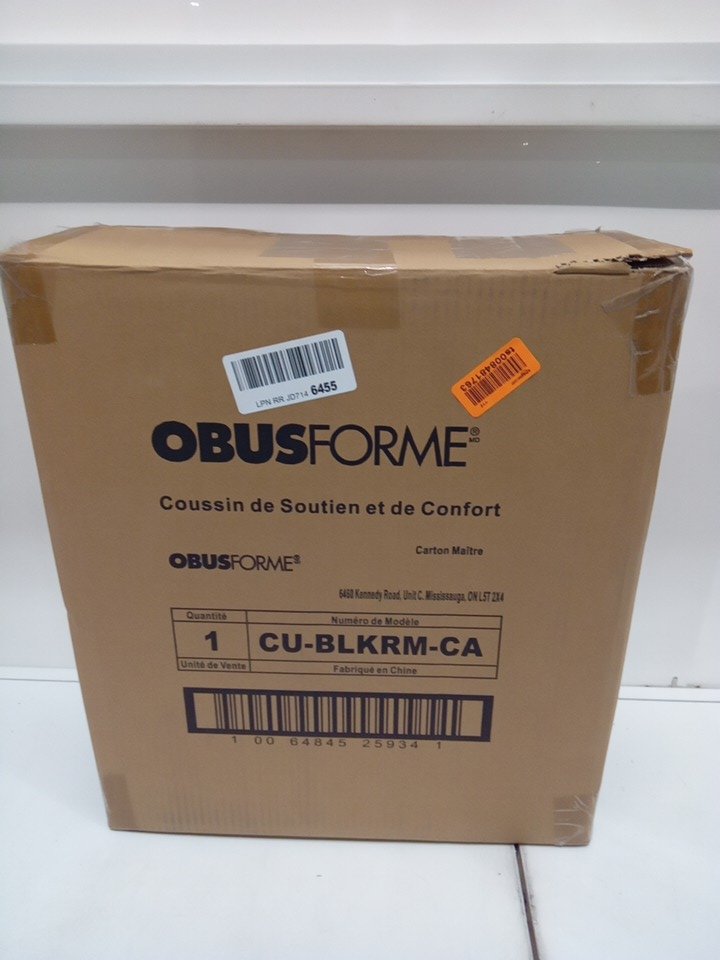 LPN RR JD714 6455
ts008461763
OBUSFORME® MD
Coussin de Soutien et de Confort
Carton Maître
OBUSFORME®
6460 Kennedy Road, Unit C. Mississauga, ON L5T 2X4
Quantité
Numéro de Modèle
1
CU-BLKRM-CA
Unité de Vente
Fabriqué en Chine
1 00 64845 25934 1